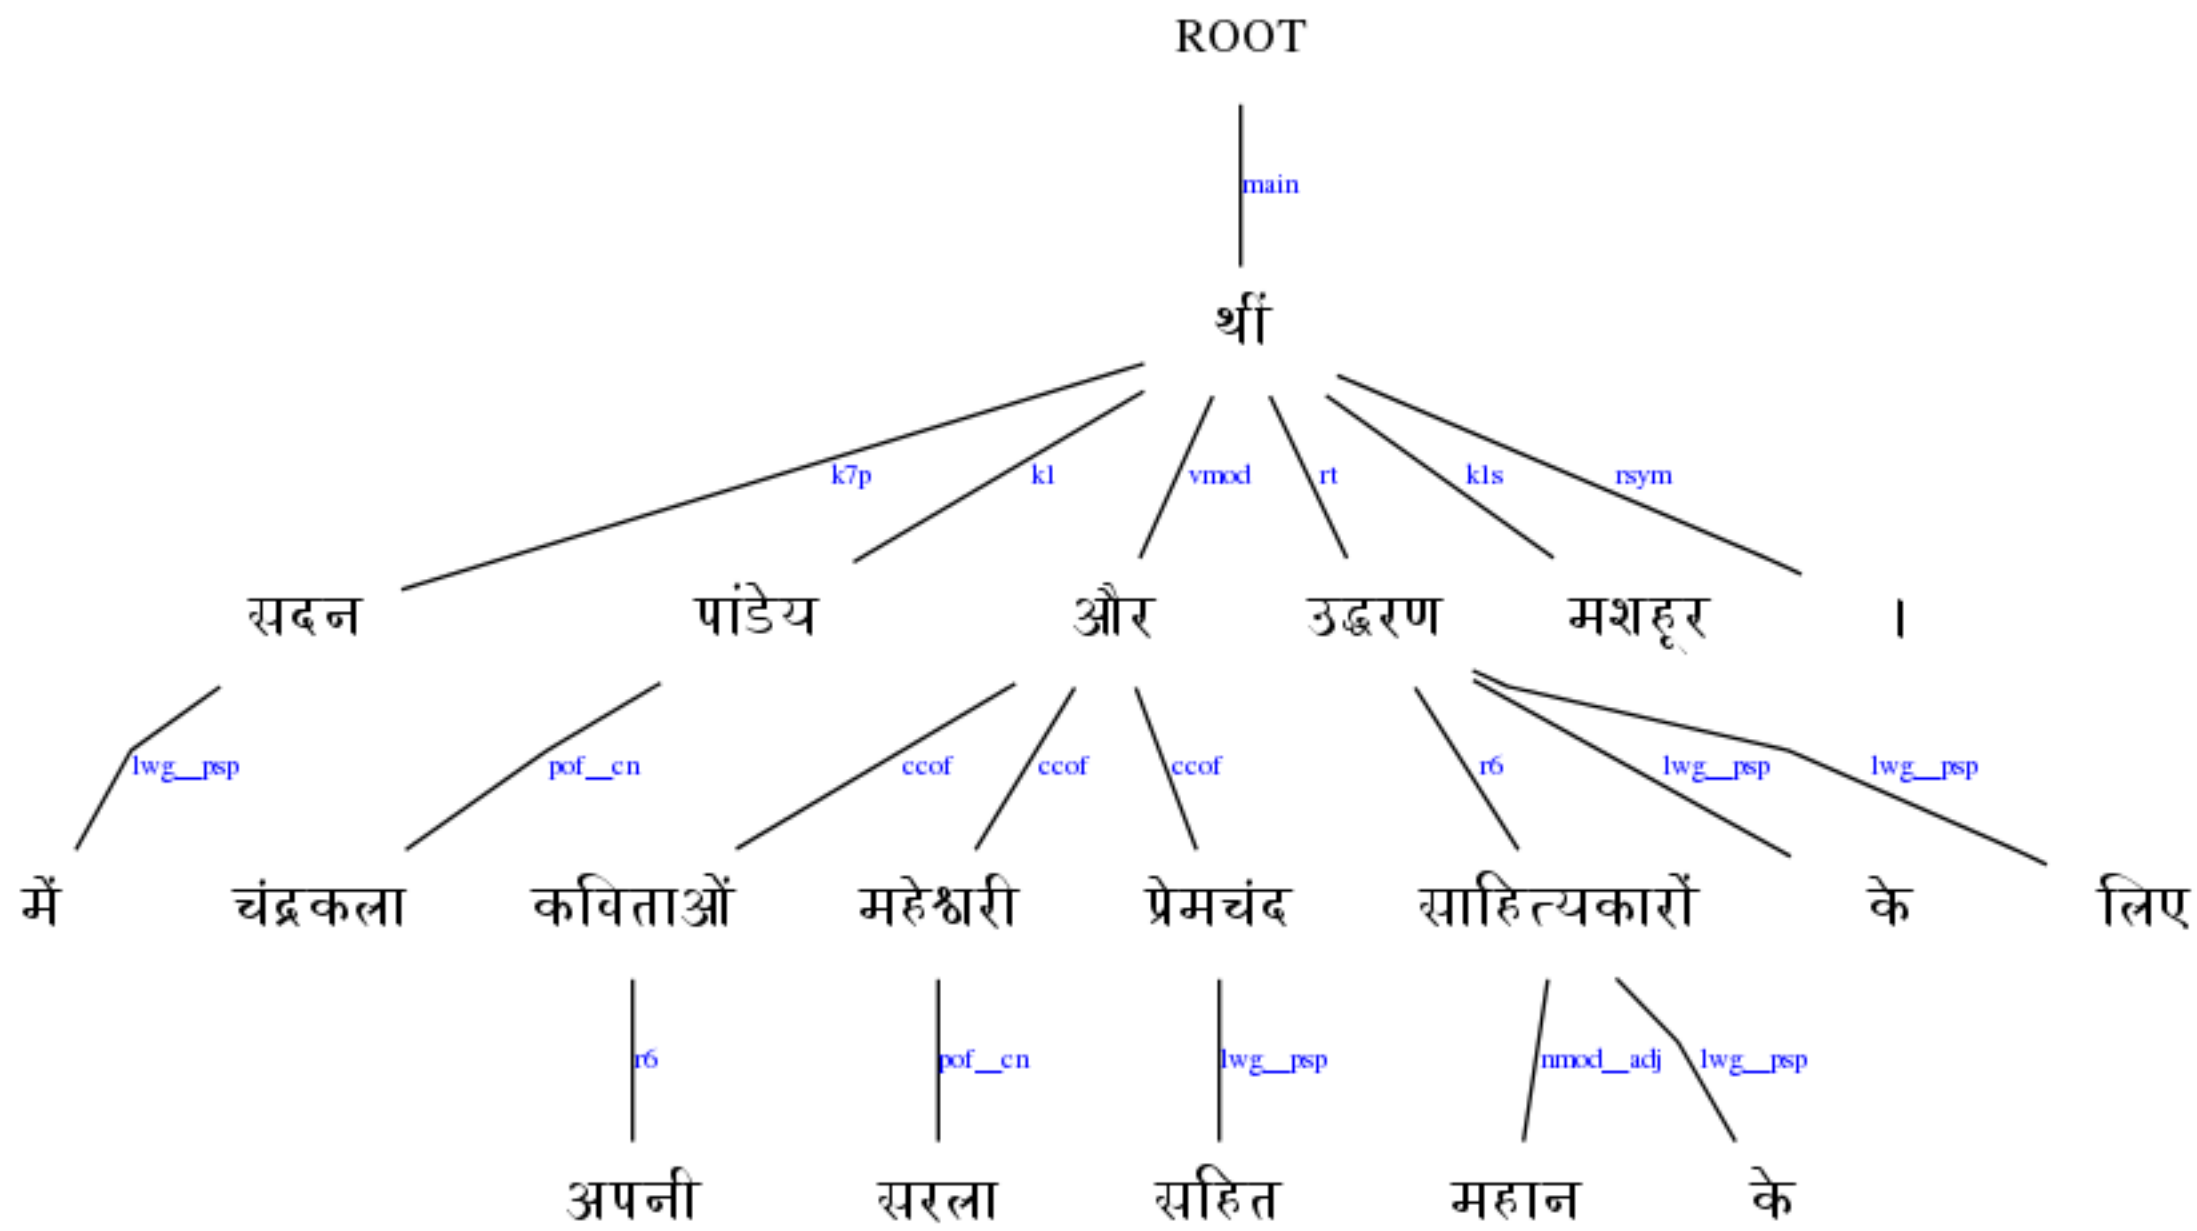 ROOT
main
थीं
k7p k1 vmod rt k1s rsym
सदन पांडेय और उद्धरण मशहूर ।
lwg__psp pof__cn ccof ccof ccof r6 lwg__psp lwg__psp
में चंद्रकला कविताओं महेश्वरी प्रेमचंद साहित्यकारों के लिए
r6 pof__cn lwg__psp nmod__adj lwg__psp
अपनी सरला सहित महान के